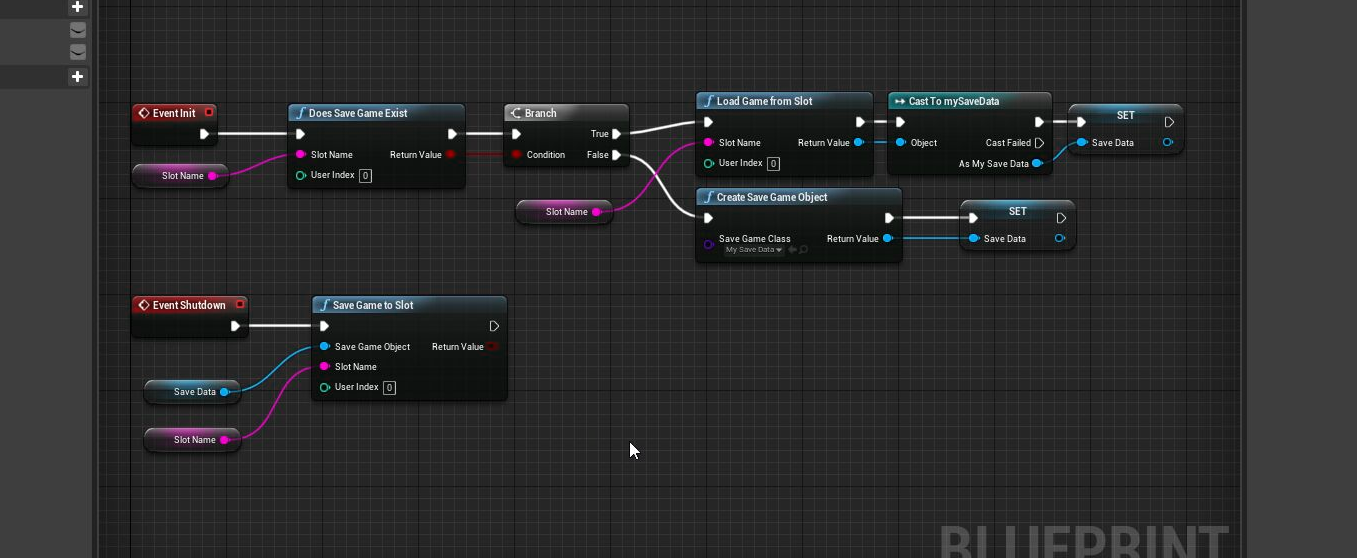 Event Init
Does Save Game Exist
Slot Name
Return Value
User Index
0
Slot Name
Branch
True
Condition
False
Slot Name
Load Game from Slot
Slot Name
Return Value
User Index
0
Cast To mySaveData
Object
Cast Failed
As My Save Data
SET
Save Data
Create Save Game Object
Save Game Class
Return Value
My Save Data
SET
Save Data
Event Shutdown
Save Game to Slot
Save Game Object
Return Value
Slot Name
User Index
0
Save Data
Slot Name
BLUEPRINT